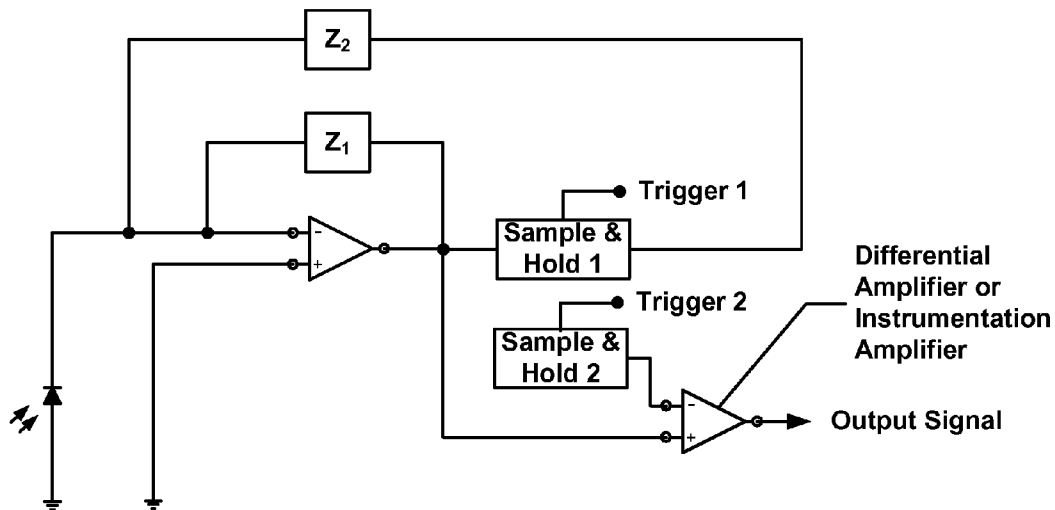 Z2
Z1
Trigger 1
Sample &
Hold 1
Differential
Amplifier or
Instrumentation
Amplifier
Trigger 2
Sample &
Hold 2
-
+
-
+
Output Signal